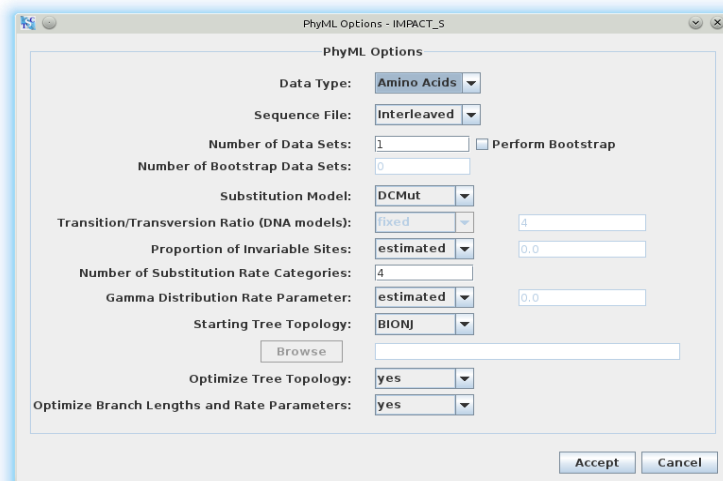 PhyML Options - IMPACT_S
PhyML Options
Data Type: Amino Acids
Sequence File: Interleaved
Number of Data Sets: 1 Perform Bootstrap
Number of Bootstrap Data Sets: 0
Substitution Model: DCMut
Transition/Transversion Ratio (DNA models): fixed 4
Proportion of Invariable Sites: estimated 0.0
Number of Substitution Rate Categories: 4
Gamma Distribution Rate Parameter: estimated 0.0
Starting Tree Topology: BIONJ
Browse
Optimize Tree Topology: yes
Optimize Branch Lengths and Rate Parameters: yes
Accept Cancel